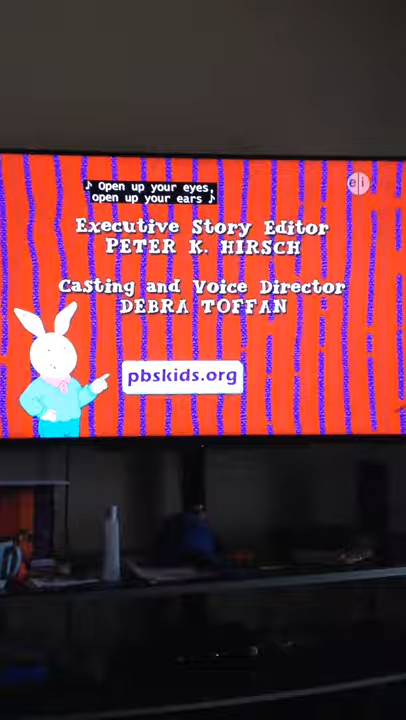 ♪ Open up your eyes,
open up your ears ♪
e/i
Executive Story Editor
PETER K. HIRSCH
Casting and Voice Director
DEBRA TOFFAN
pbskids.org